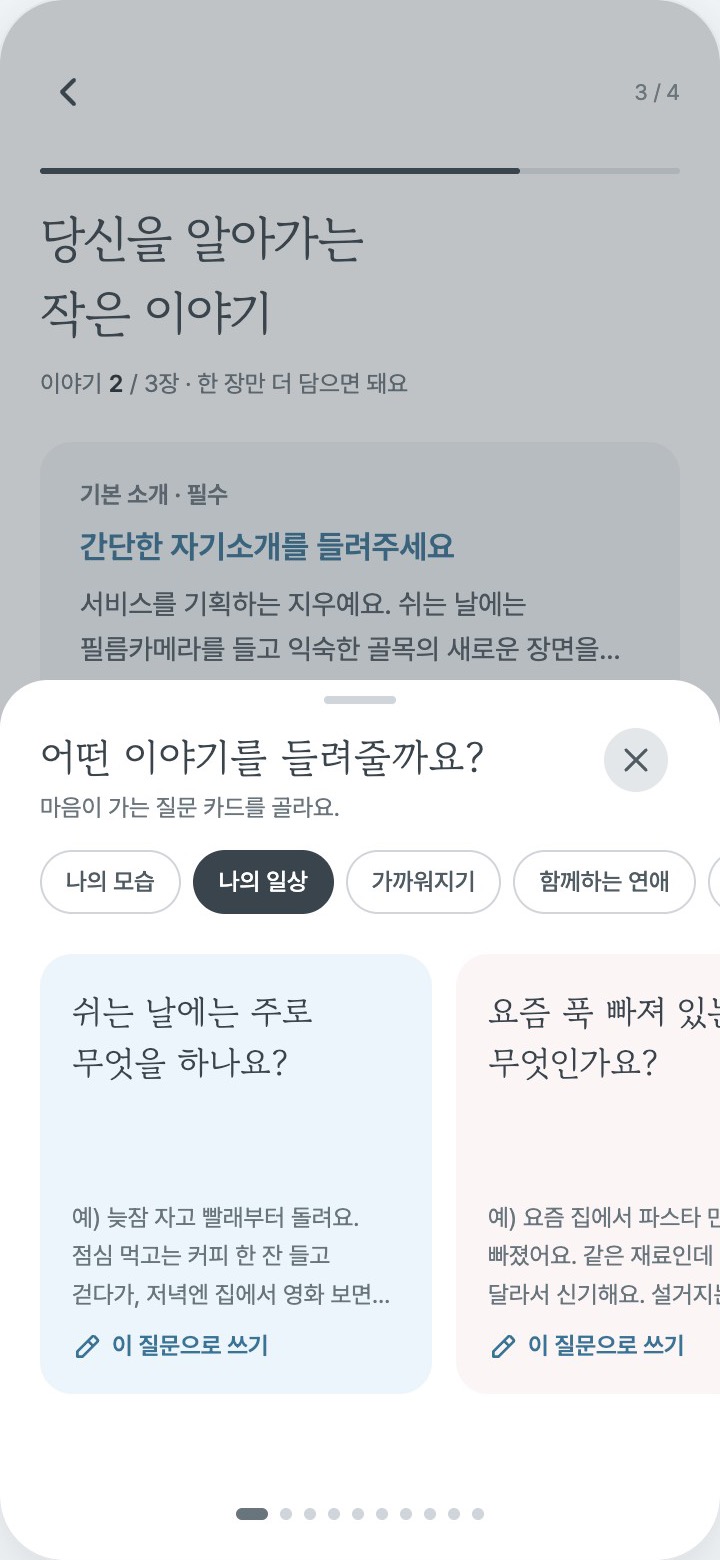 3 / 4
당신을 알아가는
작은 이야기
이야기 2 / 3장 · 한 장만 더 담으면 돼요
기본 소개 · 필수
간단한 자기소개를 들려주세요
서비스를 기획하는 지우예요. 쉬는 날에는
필름카메라를 들고 익숙한 골목의 새로운 장면을...
어떤 이야기를 들려줄까요?
마음이 가는 질문 카드를 골라요.
나의 모습
나의 일상
가까워지기
함께하는 연애
쉬는 날에는 주로
무엇을 하나요?
예) 늦잠 자고 빨래부터 돌려요.
점심 먹고는 커피 한 잔 들고
걷다가, 저녁엔 집에서 영화 보면...
이 질문으로 쓰기
요즘 푹 빠져
무엇인가요?
예) 요즘 집에서 파스타
빠졌어요. 같은 재료인데
달라서 신기해요.
이 질문으로 쓰기